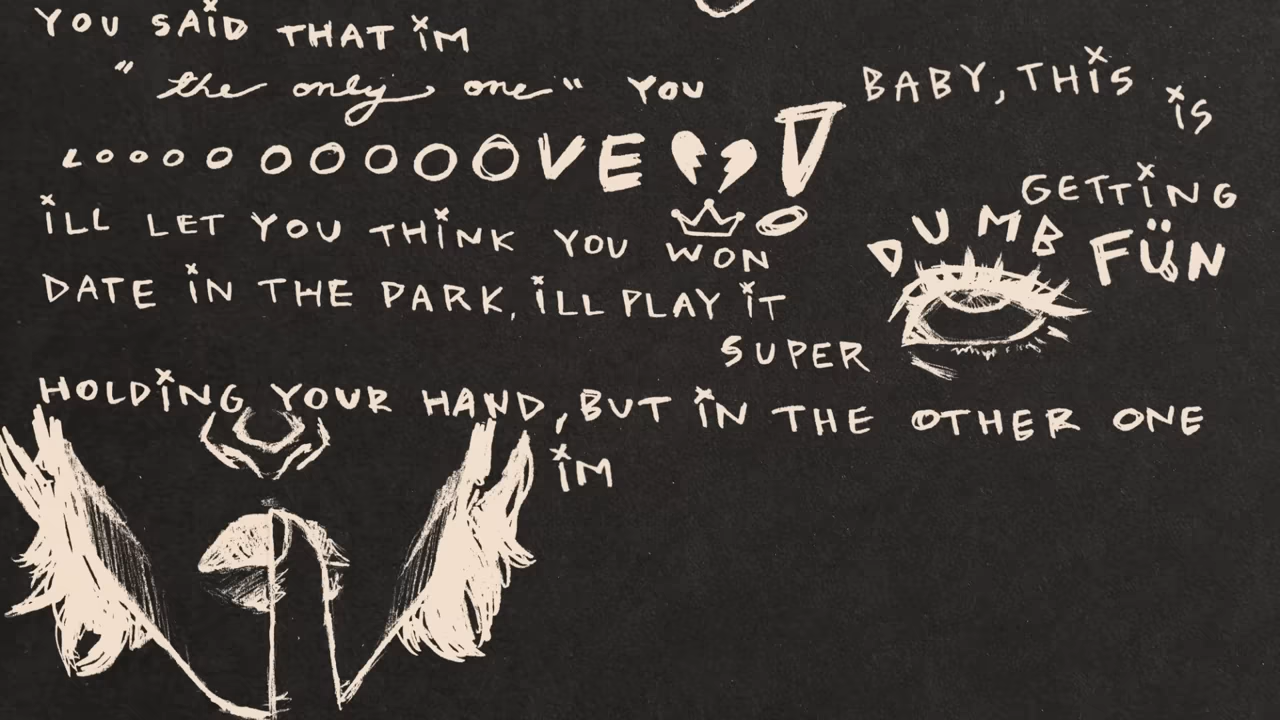 YOU SAiD THAT iM
"the only one" YOU
LOOOOOOOOOVE!
iLL LET YOU THiNK YOU WON
DATE iN THE PARK, iLL PLAY iT
SUPER
BABY, THiS
iS
GETTiNG
DUMB FÜN
HOLDiNG YOUR HAND, BUT iN THE OTHER ONE
iM